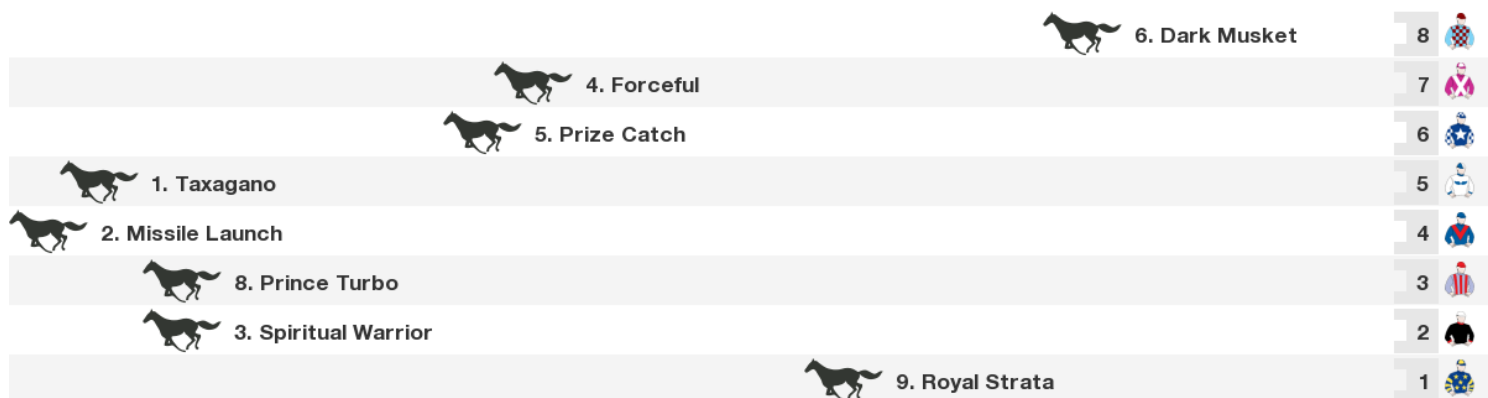 6. Dark Musket 8
4. Forceful 7
5. Prize Catch 6
1. Taxagano 5
2. Missile Launch 4
8. Prince Turbo 3
3. Spiritual Warrior 2
9. Royal Strata 1